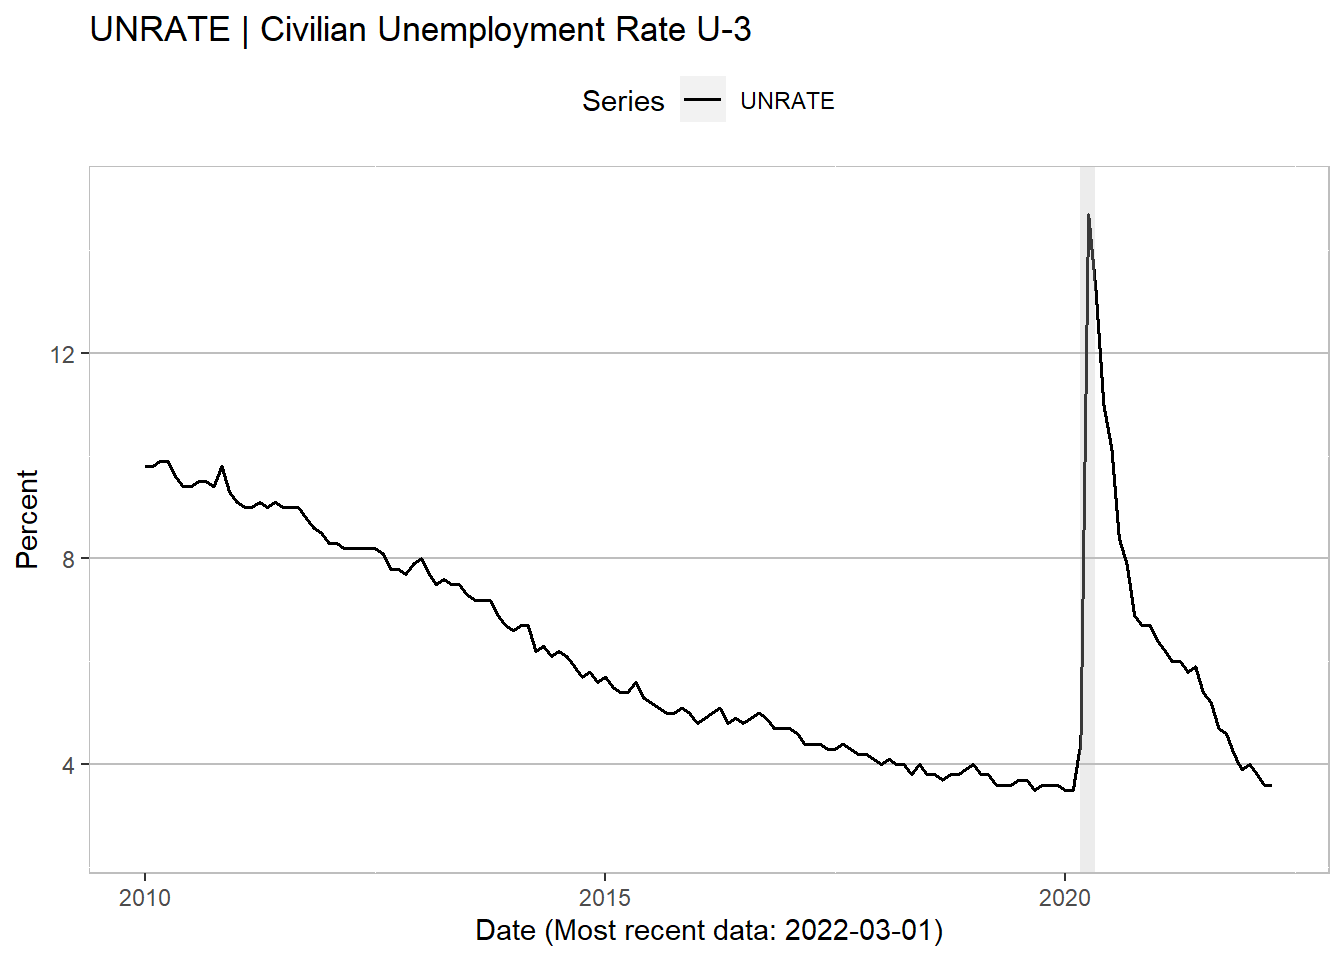 UNRATE | Civilian Unemployment Rate U-3
Series UNRATE
Percent
12
8
4
2010 2015 2020
Date (Most recent data: 2022-03-01)